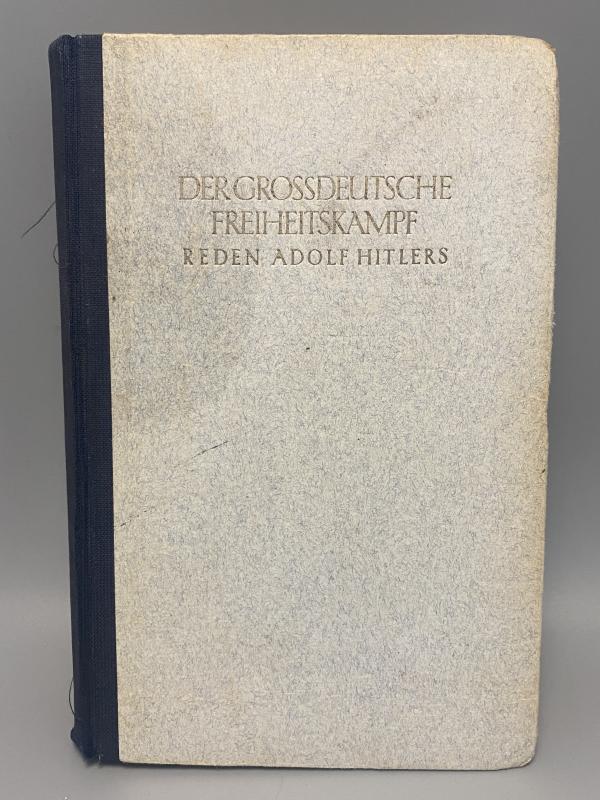 DER GROSSDEUTSCHE
FREIHEITSKAMPF
REDEN ADOLF HITLERS